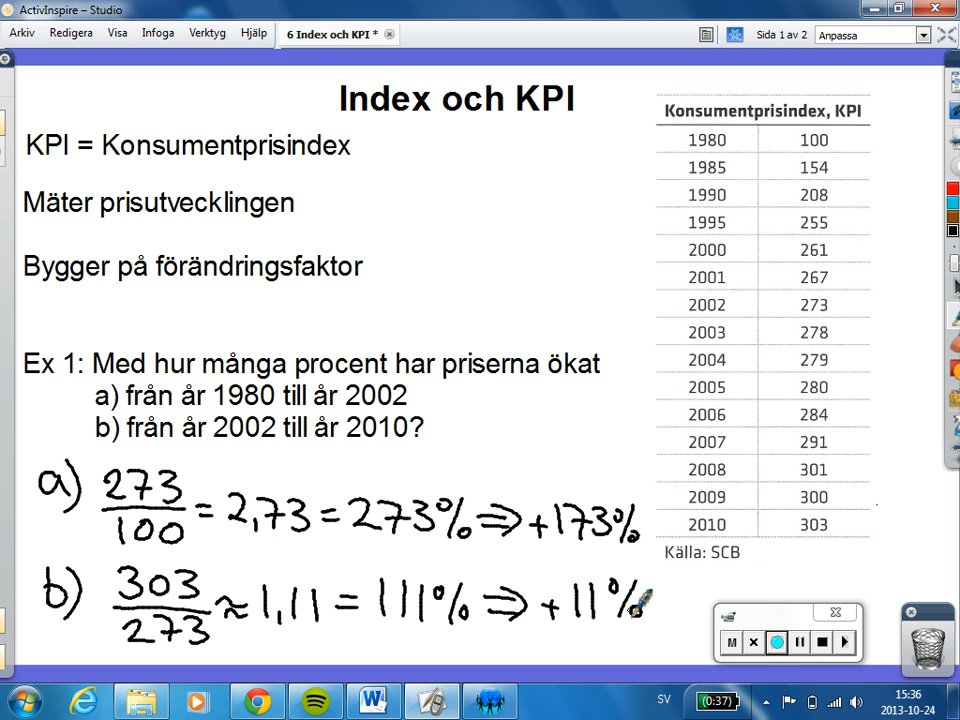 ActivInspire – Studio
Arkiv Redigera Visa Infoga Verktyg Hjälp 6 Index och KPI * Sida 1 av 2 Anpassa
Index och KPI
KPI = Konsumentprisindex
Mäter prisutvecklingen
Bygger på förändringsfaktor
Ex 1: Med hur många procent har priserna ökat
a) från år 1980 till år 2002
b) från år 2002 till år 2010?
a) 273/100 = 2,73 = 273% ⇒ +173%
b) 303/273 ≈ 1,11 = 111% ⇒ +11%
Konsumentprisindex, KPI
1980 100
1985 154
1990 208
1995 255
2000 261
2001 267
2002 273
2003 278
2004 279
2005 280
2006 284
2007 291
2008 301
2009 300
2010 303
Källa: SCB
M
SV (0:37) 15:36
2013-10-24